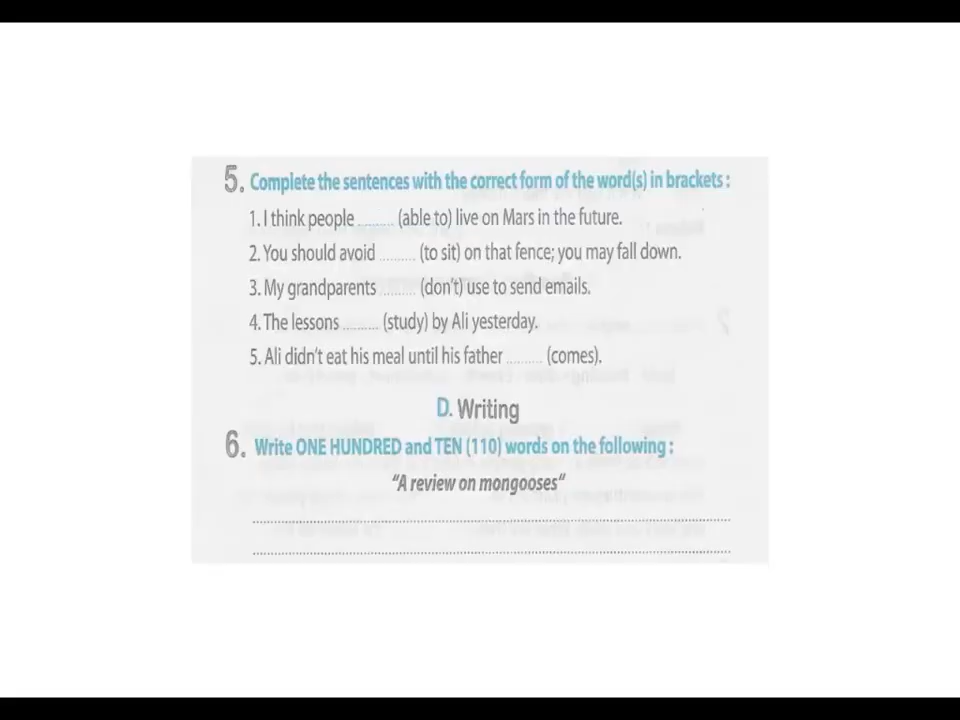 5. Complete the sentences with the correct form of the word(s) in brackets :
1. I think people ......... (able to) live on Mars in the future.
2. You should avoid ......... (to sit) on that fence; you may fall down.
3. My grandparents ......... (don't) use to send emails.
4. The lessons ......... (study) by Ali yesterday.
5. Ali didn't eat his meal until his father ......... (comes).
D. Writing
6. Write ONE HUNDRED and TEN (110) words on the following :
"A review on mongooses"